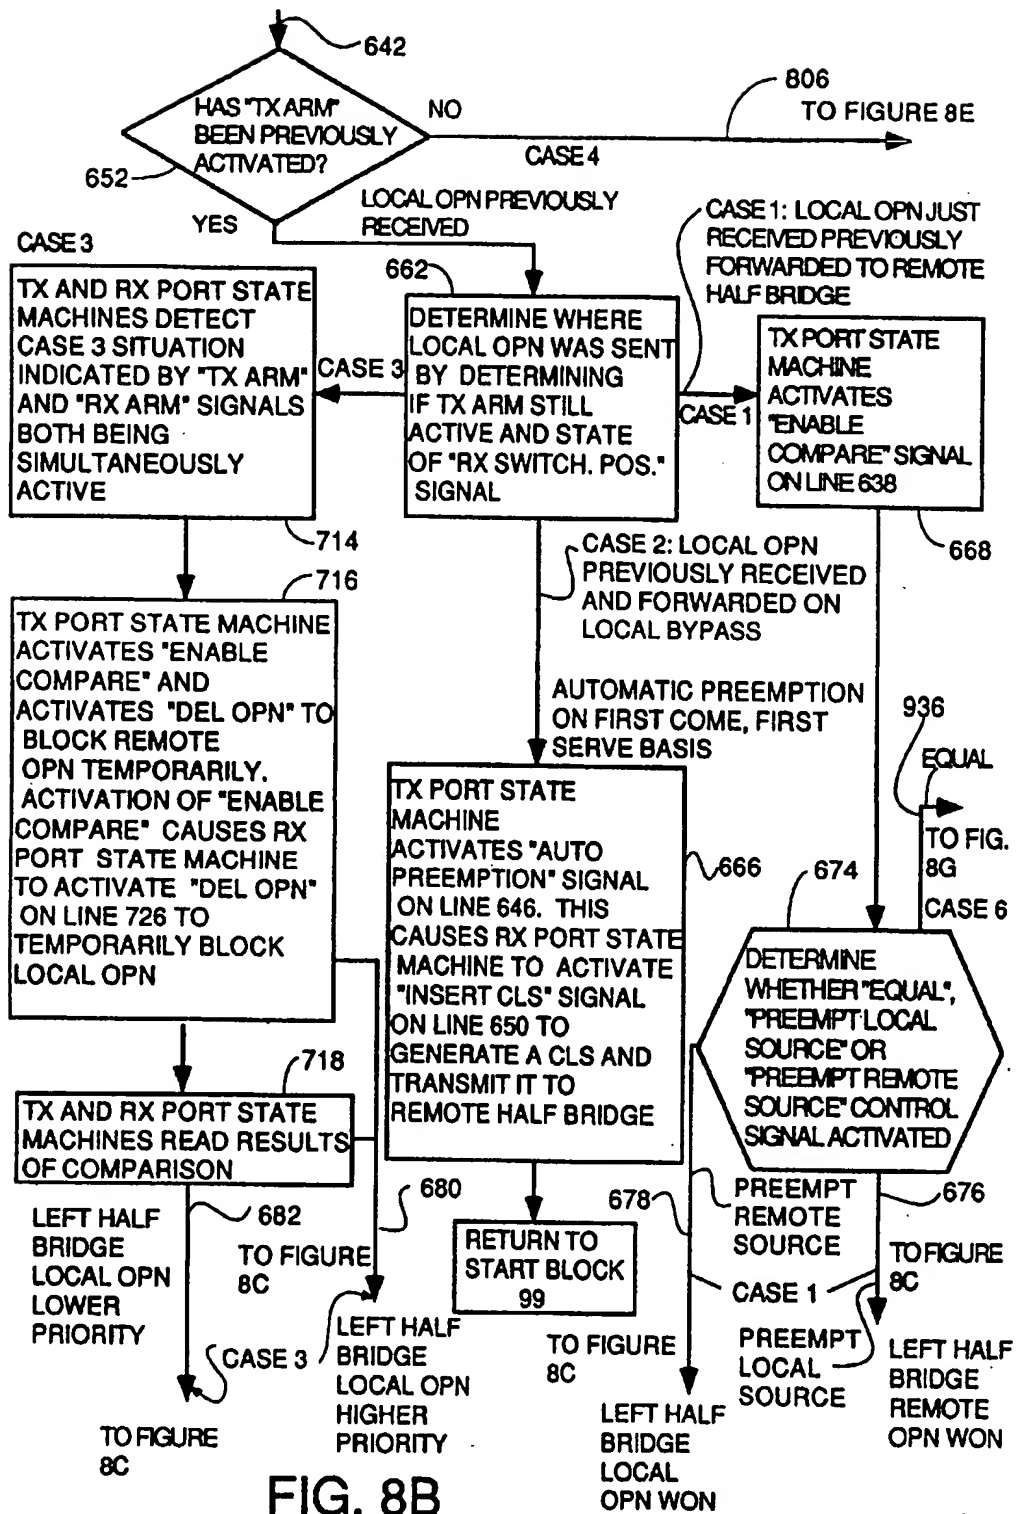 642
HAS "TX ARM"
BEEN PREVIOUSLY
ACTIVATED?
652
NO
CASE 4
806
TO FIGURE 8E
YES
LOCAL OPN PREVIOUSLY
RECEIVED
CASE 3
TX AND RX PORT STATE
MACHINES DETECT
CASE 3 SITUATION
INDICATED BY "TX ARM"
AND "RX ARM" SIGNALS
BOTH BEING
SIMULTANEOUSLY
ACTIVE
714
CASE 3
662
DETERMINE WHERE
LOCAL OPN WAS SENT
BY DETERMINING
IF TX ARM STILL
ACTIVE AND STATE
OF "RX SWITCH. POS."
SIGNAL
CASE 1: LOCAL OPN JUST
RECEIVED PREVIOUSLY
FORWARDED TO REMOTE
HALF BRIDGE
CASE 1
TX PORT STATE
MACHINE
ACTIVATES
"ENABLE
COMPARE" SIGNAL
ON LINE 638
668
CASE 2: LOCAL OPN
PREVIOUSLY RECEIVED
AND FORWARDED ON
LOCAL BYPASS
716
TX PORT STATE MACHINE
ACTIVATES "ENABLE
COMPARE" AND
ACTIVATES "DEL OPN" TO
BLOCK REMOTE
OPN TEMPORARILY.
ACTIVATION OF "ENABLE
COMPARE" CAUSES RX
PORT STATE MACHINE
TO ACTIVATE "DEL OPN"
ON LINE 726 TO
TEMPORARILY BLOCK
LOCAL OPN
AUTOMATIC PREEMPTION
ON FIRST COME, FIRST
SERVE BASIS
TX PORT STATE
MACHINE
ACTIVATES "AUTO
PREEMPTION" SIGNAL
ON LINE 646. THIS
CAUSES RX PORT STATE
MACHINE TO ACTIVATE
"INSERT CLS" SIGNAL
ON LINE 650 TO
GENERATE A CLS AND
TRANSMIT IT TO
REMOTE HALF BRIDGE
666
936
EQUAL
TO FIG.
8G
CASE 6
674
DETERMINE
WHETHER "EQUAL",
"PREEMPT LOCAL
SOURCE" OR
"PREEMPT REMOTE
SOURCE" CONTROL
SIGNAL ACTIVATED
718
TX AND RX PORT STATE
MACHINES READ RESULTS
OF COMPARISON
682
LEFT HALF
BRIDGE
LOCAL OPN
LOWER
PRIORITY
CASE 3
TO FIGURE
8C
680
TO FIGURE
8C
LEFT HALF
BRIDGE
LOCAL OPN
HIGHER
PRIORITY
RETURN TO
START BLOCK
99
678
PREEMPT
REMOTE
SOURCE
676
CASE 1
TO FIGURE
8C
TO FIGURE
8C
PREEMPT
LOCAL
SOURCE
LEFT HALF
BRIDGE
LOCAL
OPN WON
LEFT HALF
BRIDGE
REMOTE
OPN WON
FIG. 8B